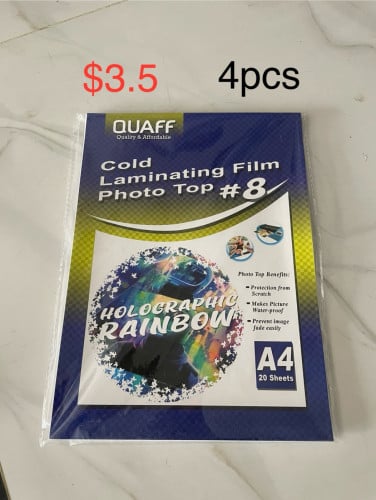 $3.5 4pcs
QUAFF
Quality & Affordable
Cold
Laminating Film
Photo Top #8
Photo Top Benefits:
Protection from
Scratch
Makes Picture
Water-proof
Prevent image
fade easily
HOLOGRAPHIC
RAINBOW
A4
20 Sheets